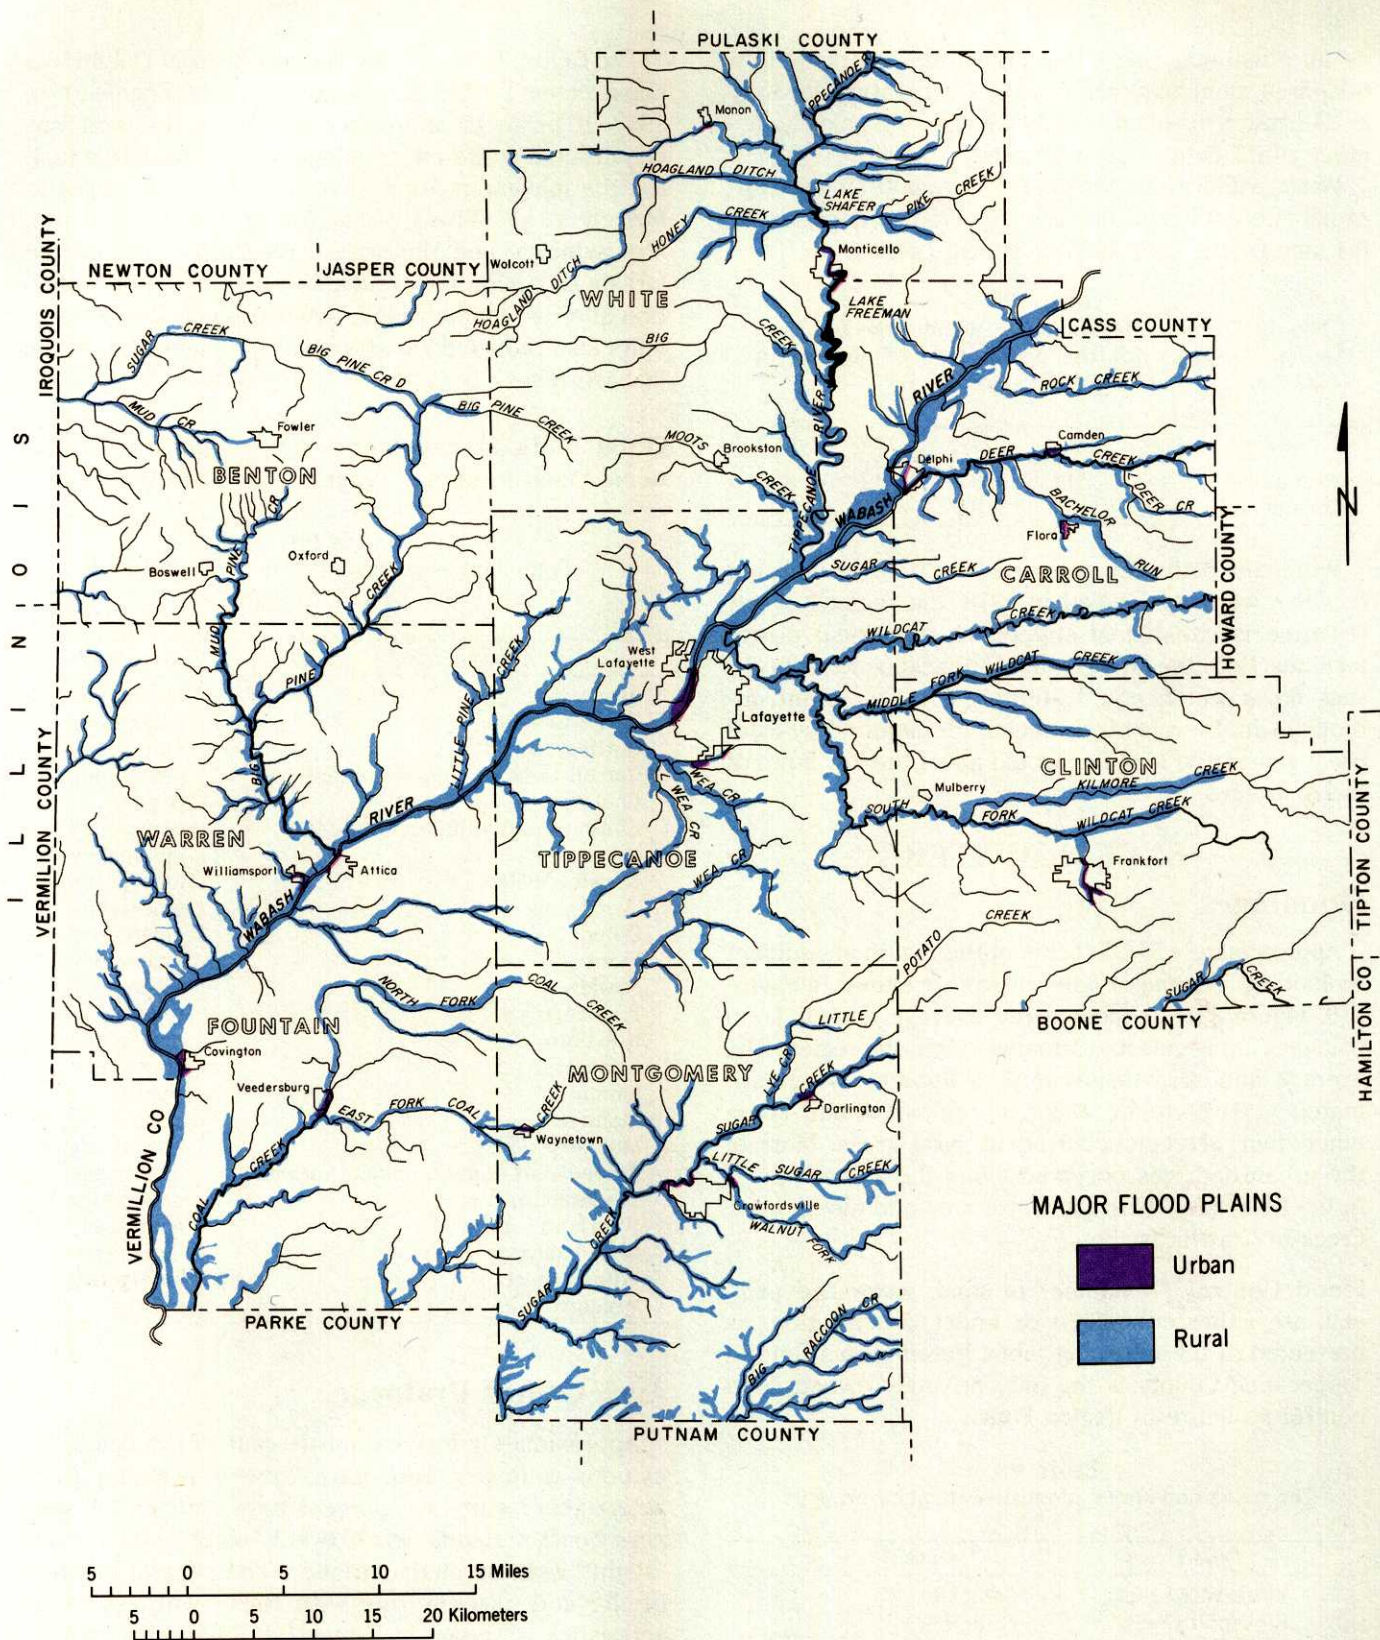 PULASKI COUNTY
TIPPECANOE R
Monon
HOAGLAND DITCH
LAKE
SHAFER
PIKE CREEK
HONEY CREEK
Monticello
Wolcott
HOAGLAND DITCH
WHITE
LAKE
FREEMAN
IROQUOIS COUNTY
NEWTON COUNTY
JASPER COUNTY
CASS COUNTY
SUGAR CREEK
BIG PINE CR D
BIG CREEK
RIVER
ROCK CREEK
MUD CR
Fowler
BIG PINE CREEK
MOOTS CREEK
Brookston
TIPPECANOE RIVER
Delphi
Camden
DEER CREEK
BENTON
L DEER CR
BACHELOR RUN
Flora
WABASH
ILLINOIS
Boswell
Oxford
MUD PINE CR
SUGAR CREEK
CARROLL
HOWARD COUNTY
N
PINE CREEK
WILDCAT CREEK
West
Lafayette
LITTLE PINE CREEK
MIDDLE FORK WILDCAT CREEK
Lafayette
VERMILION COUNTY
BIG
WEA CR
L WEA CR
WEA CR
CLINTON
KILMORE CREEK
Mulberry
SOUTH FORK WILDCAT CREEK
Frankfort
TIPTON COUNTY
RIVER
WARREN
Williamsport
Attica
TIPPECANOE
WABASH
POTATO CREEK
LITTLE
NORTH FORK
COAL CREEK
SUGAR CREEK
BOONE COUNTY
HAMILTON CO
FOUNTAIN
Covington
Veedersburg
MONTGOMERY
LYE CR
SUGAR CREEK
Darlington
EAST FORK COAL CREEK
Waynetown
LITTLE SUGAR CREEK
Crawfordsville
WALNUT FORK
VERMILLION CO
COAL CREEK
SUGAR CREEK
BIG RACCOON CR
PARKE COUNTY
PUTNAM COUNTY
MAJOR FLOOD PLAINS
Urban
Rural
5 0 5 10 15 Miles
5 0 5 10 15 20 Kilometers